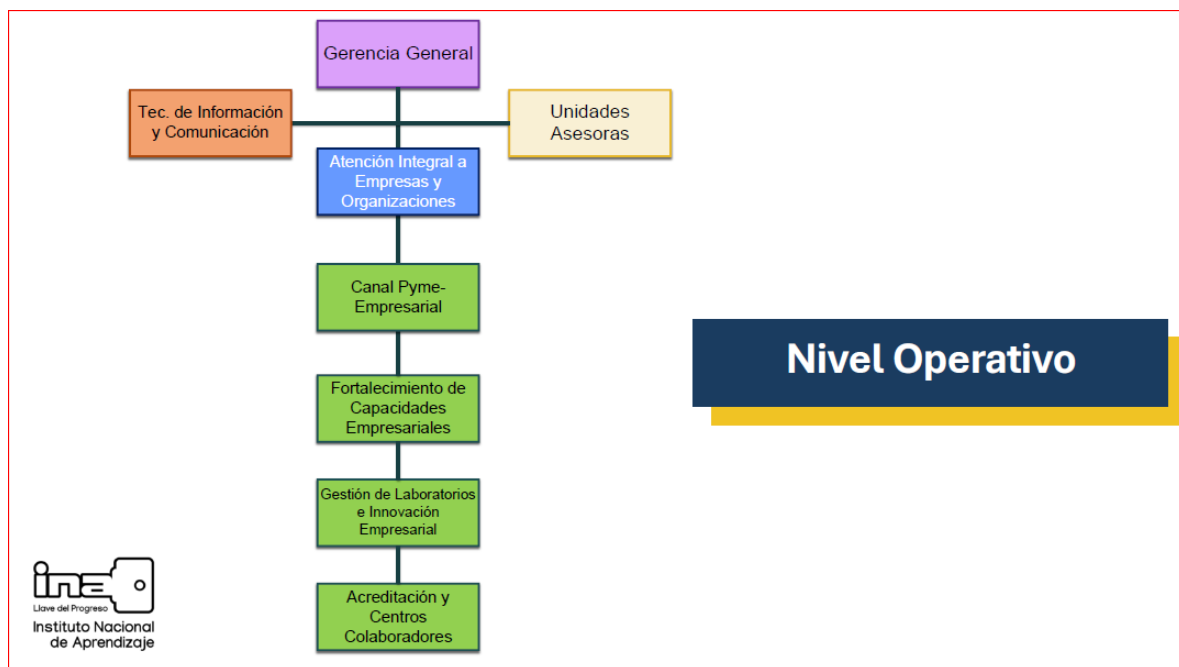 Gerencia General
Tec. de Información
y Comunicación
Unidades
Asesoras
Atención Integral a
Empresas y
Organizaciones
Canal Pyme-
Empresarial
Nivel Operativo
Fortalecimiento de
Capacidades
Empresariales
Gestión de Laboratorios
e Innovación
Empresarial
Acreditación y
Centros
Colaboradores
ina
Llave del Progreso
Instituto Nacional
de Aprendizaje